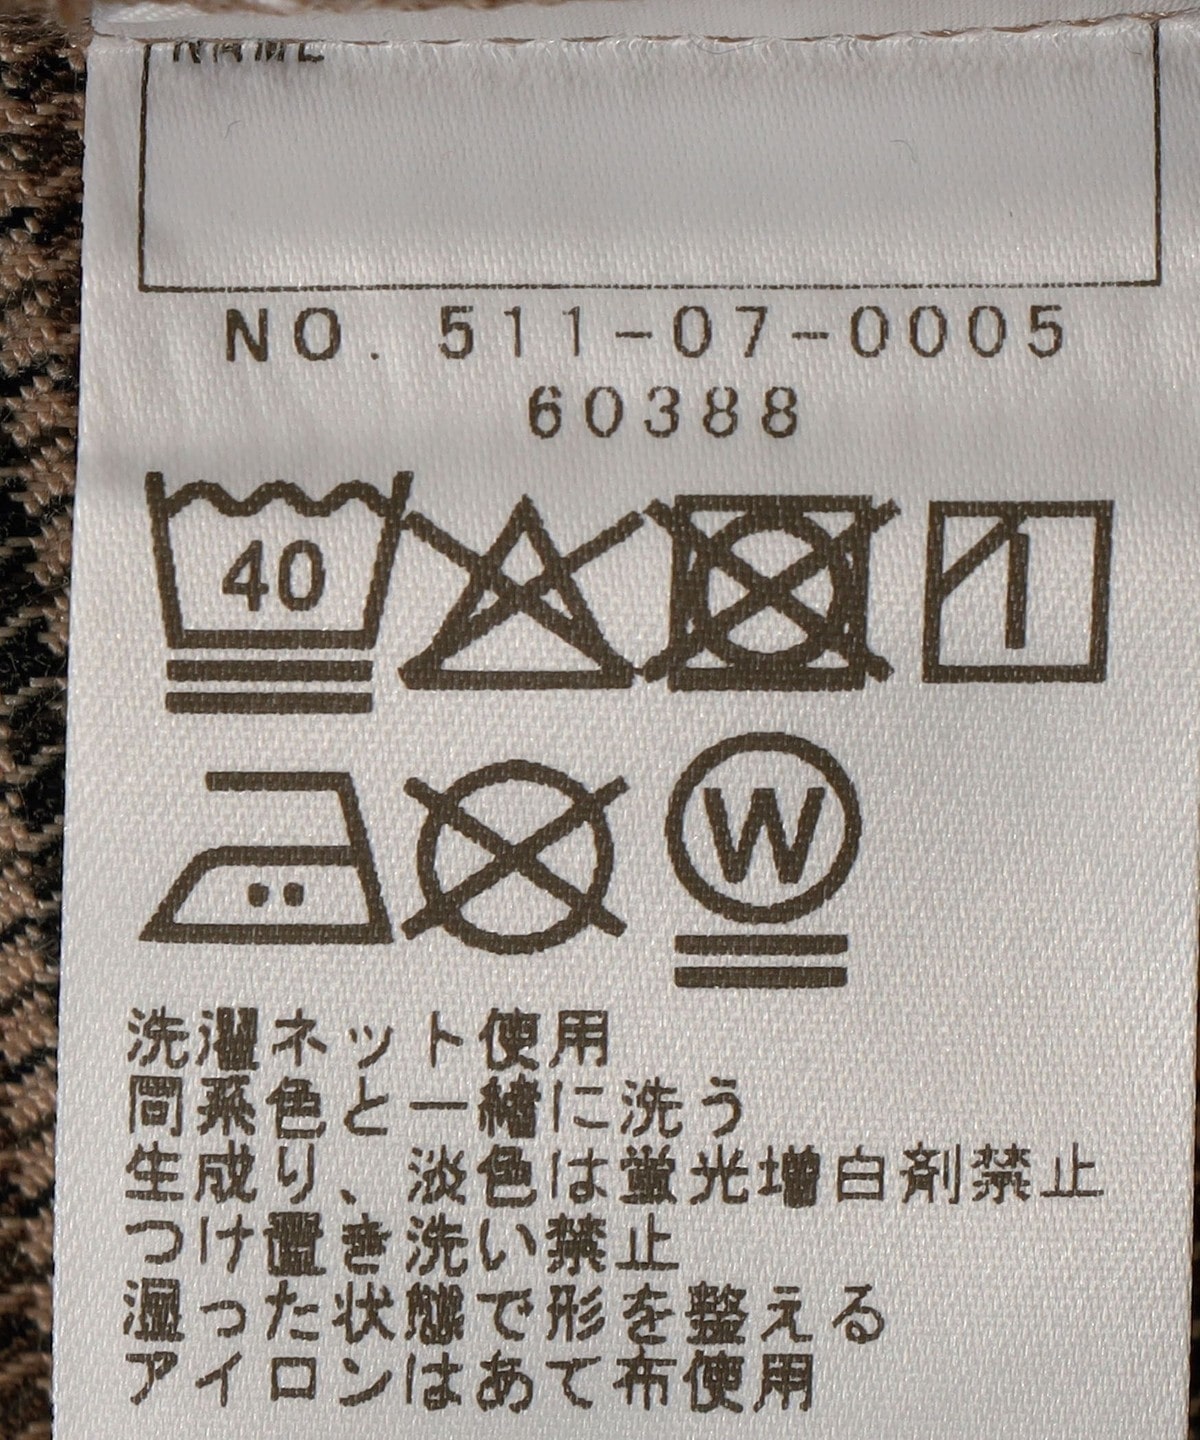 NAME
NO. 511-07-0005
60388
40
W
洗濯ネット使用
同系色と一緒に洗う
生成り、淡色は蛍光増白剤禁止
つけ置き洗い禁止
湿った状態で形を整える
アイロンはあて布使用